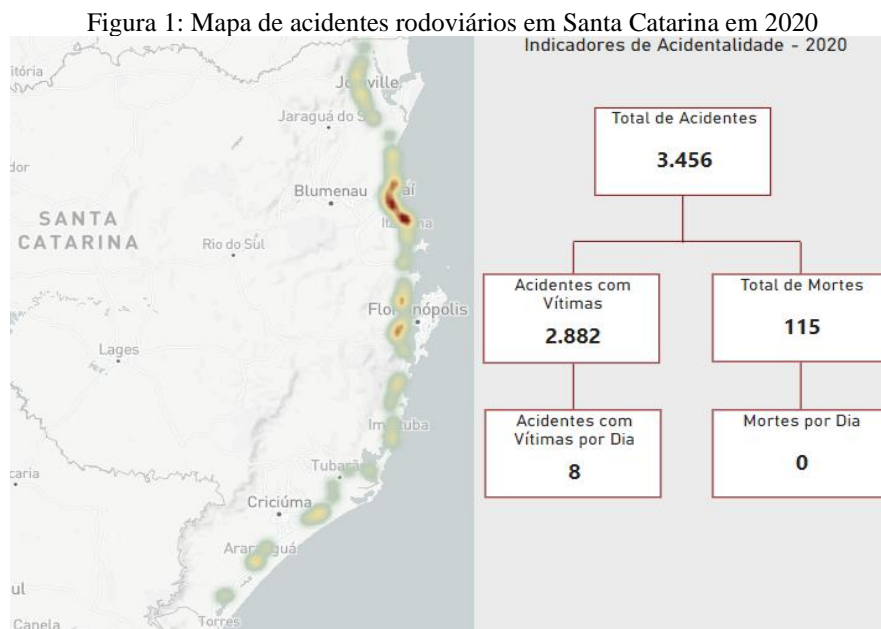 Figura 1: Mapa de acidentes rodoviários em Santa Catarina em 2020
Indicadores de Acidentalidade - 2020
Total de Acidentes
3.456
Acidentes com
Vítimas
2.882
Total de Mortes
115
Acidentes com
Vítimas por Dia
8
Mortes por Dia
0
Jaraguá do
Blumenau
SANTA
CATARINA
Rio do Sul
Lages
Criciúma
Torres
Capela